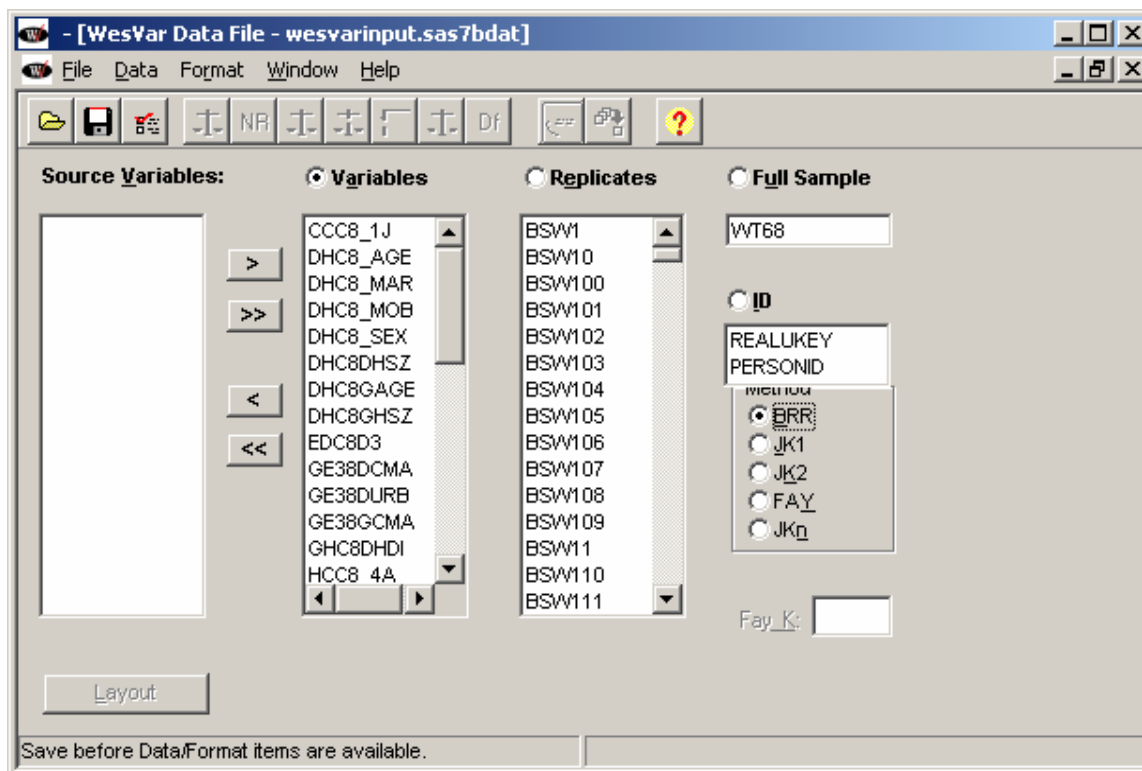 - [WesVar Data File - wesvarinput.sas7bdat]
File Data Format Window Help
NR Df ?
Source Variables:
Variables
Replicates
Full Sample
>
>>
<
<<
CCC8_1J
DHC8_AGE
DHC8_MAR
DHC8_MOB
DHC8_SEX
DHC8DHSZ
DHC8GAGE
DHC8GHSZ
EDC8D3
GE38DCMA
GE38DURB
GE38GCMA
GHC8DHDI
HCC8_4A
BSW1
BSW10
BSW100
BSW101
BSW102
BSW103
BSW104
BSW105
BSW106
BSW107
BSW108
BSW109
BSW11
BSW110
BSW111
WT68
ID
REALUKEY
PERSONID
Method
BRR
JK1
JK2
FAY
JKn
Fay_K:
Layout
Save before Data/Format items are available.